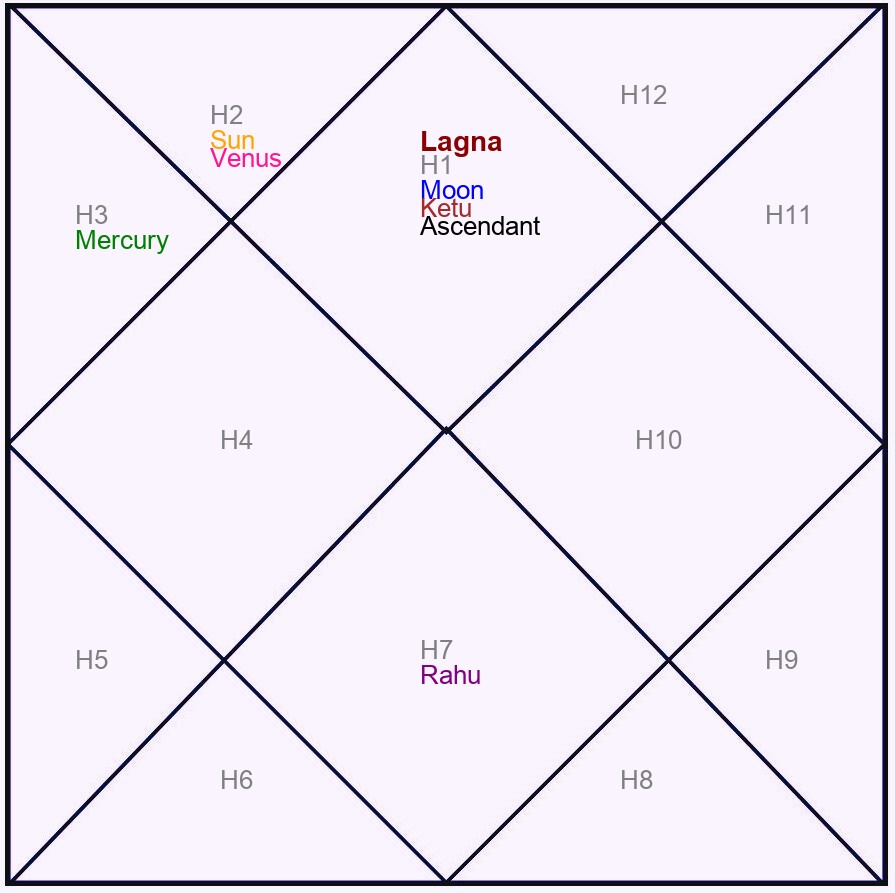 H12
H2
Sun
Venus
Lagna
H1
Moon
Ketu
Ascendant
H3
Mercury
H11
H4
H10
H5
H7
Rahu
H9
H6
H8